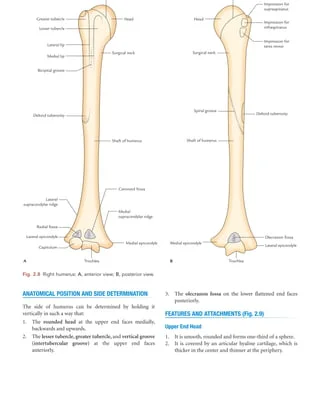 Greater tubercle
Lesser tubercle
Lateral lip
Medial lip
Bicipital groove
Deltoid tuberosity
Head
Surgical neck
Shaft of humerus
Coronoid fossa
Medial
supracondylar ridge
Lateral
supracondylar ridge
Radial fossa
Lateral epicondyle
Capitulum
Medial epicondyle
A
Trochlea
Head
Surgical neck
Spiral groove
Shaft of humerus
Medial epicondyle
Impression for
supraspinatus
Impression for
infraspinatus
Impression for
teres minor
Deltoid tuberosity
Olecranon fossa
Lateral epicondyle
B
Trochlea
Fig. 2.8 Right humerus: A, anterior view; B, posterior view.
ANATOMICAL POSITION AND SIDE DETERMINATION
The side of humerus can be determined by holding it
vertically in such a way that:
1. The rounded head at the upper end faces medially,
backwards and upwards.
2. The lesser tubercle, greater tubercle, and vertical groove
(intertubercular groove) at the upper end faces
anteriorly.
3. The olecranon fossa on the lower flattened end faces
posteriorly.
FEATURES AND ATTACHMENTS (Fig. 2.9)
Upper End Head
1. It is smooth, rounded and forms one-third of a sphere.
2. It is covered by an articular hyaline cartilage, which is
thicker in the center and thinner at the periphery.